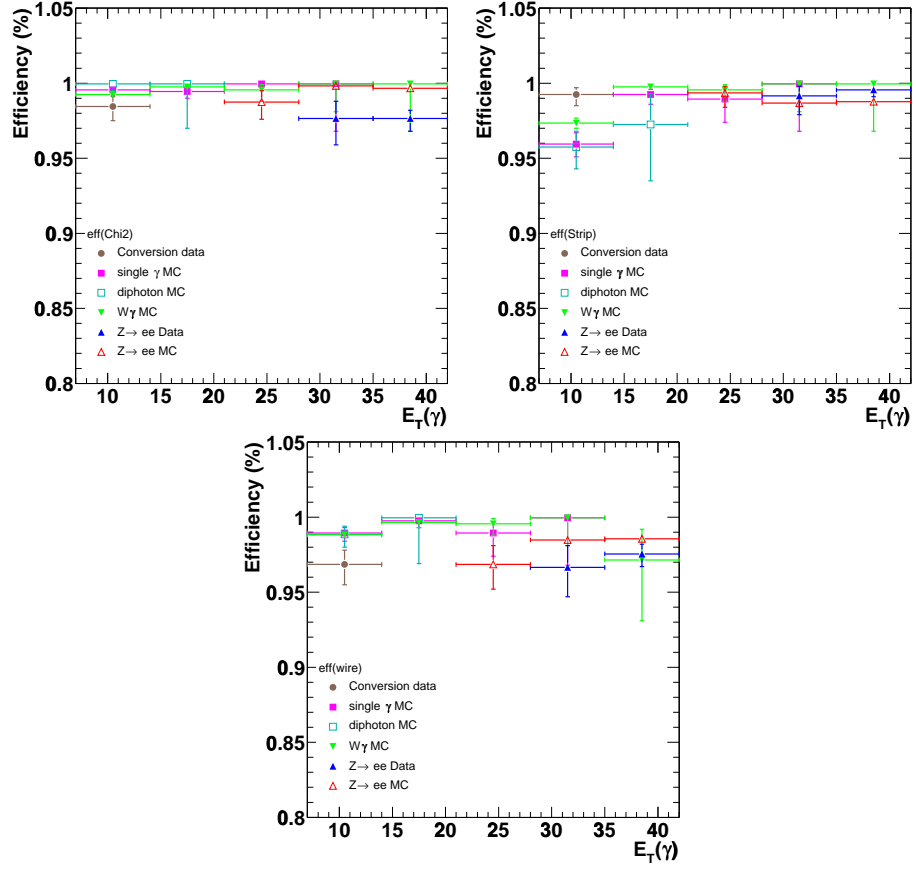 Efficiency (%)
1.05
1
0.95
0.9
0.85
0.8
eff(Chi2)
Conversion data
single γ MC
diphoton MC
Wγ MC
Z→ ee Data
Z→ ee MC
10 15 20 25 30 35 40
E_T(γ)
Efficiency (%)
1.05
1
0.95
0.9
0.85
0.8
eff(Strip)
Conversion data
single γ MC
diphoton MC
Wγ MC
Z→ ee Data
Z→ ee MC
10 15 20 25 30 35 40
E_T(γ)
Efficiency (%)
1.05
1
0.95
0.9
0.85
0.8
eff(wire)
Conversion data
single γ MC
diphoton MC
Wγ MC
Z→ ee Data
Z→ ee MC
10 15 20 25 30 35 40
E_T(γ)